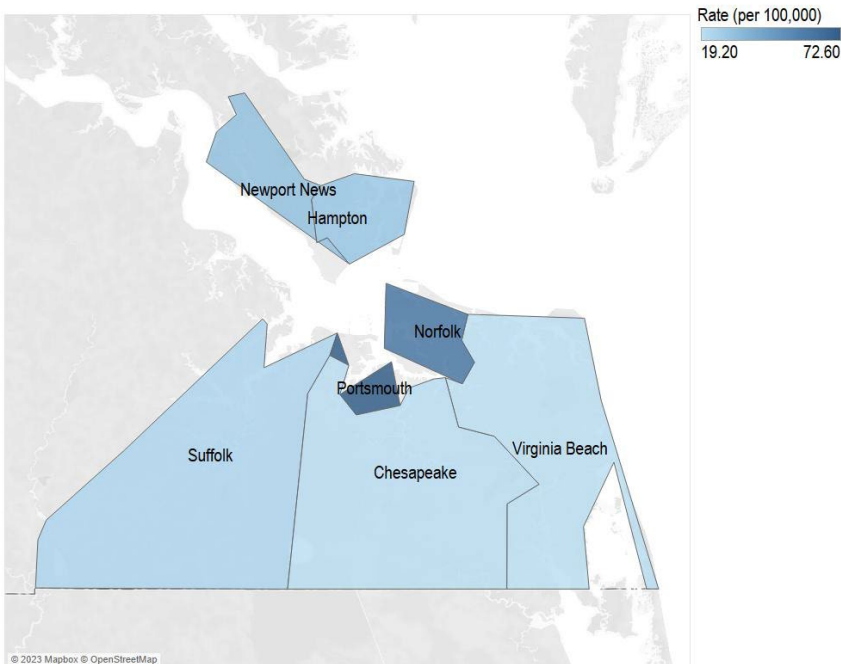 Rate (per 100,000)
19.20 72.60
Newport News
Hampton
Norfolk
Portsmouth
Virginia Beach
Suffolk
Chesapeake
© 2023 Mapbox © OpenStreetMap